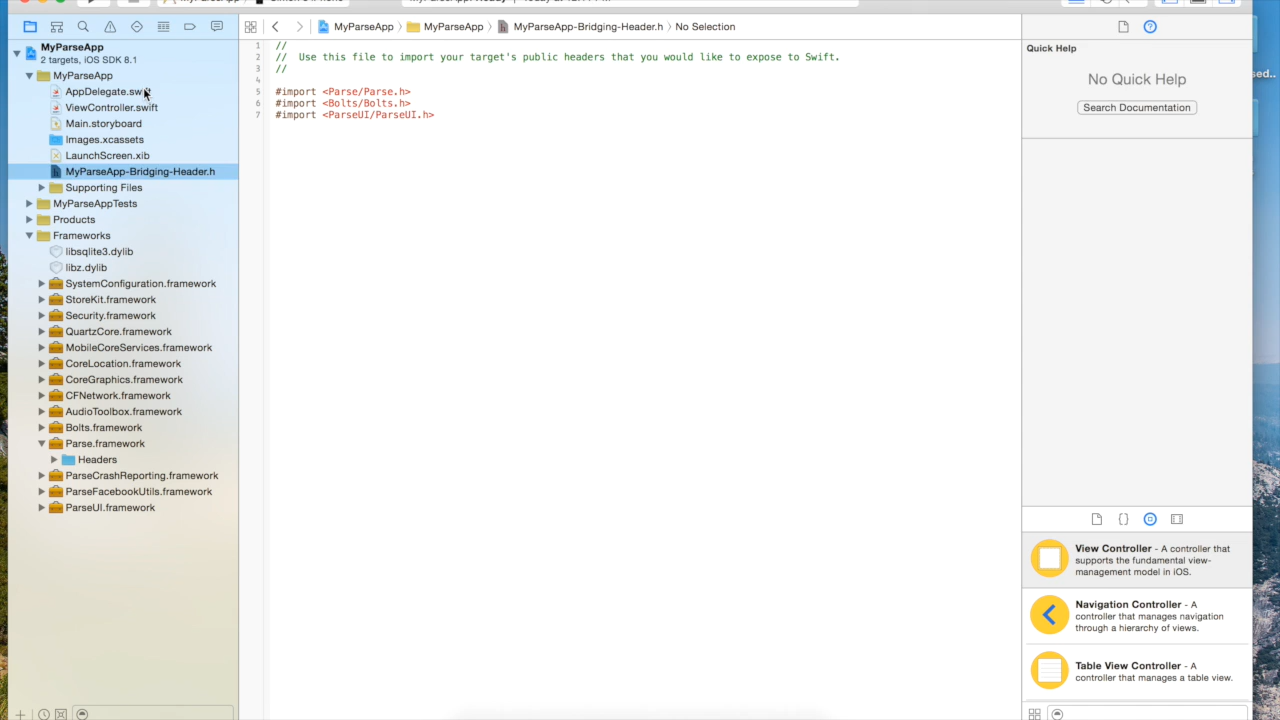 MyParseApp
2 targets, iOS SDK 8.1
MyParseApp
AppDelegate.swift
ViewController.swift
Main.storyboard
Images.xcassets
LaunchScreen.xib
MyParseApp-Bridging-Header.h
Supporting Files
MyParseAppTests
Products
Frameworks
libsqlite3.dylib
libz.dylib
SystemConfiguration.framework
StoreKit.framework
Security.framework
QuartzCore.framework
MobileCoreServices.framework
CoreLocation.framework
CoreGraphics.framework
CFNetwork.framework
AudioToolbox.framework
Bolts.framework
Parse.framework
Headers
ParseCrashReporting.framework
ParseFacebookUtils.framework
ParseUI.framework
MyParseApp 〉 MyParseApp 〉 MyParseApp-Bridging-Header.h 〉 No Selection
1 //
2 // Use this file to import your target's public headers that you would like to expose to Swift.
3 //
4
5 #import <Parse/Parse.h>
6 #import <Bolts/Bolts.h>
7 #import <ParseUI/ParseUI.h>
Quick Help
No Quick Help
Search Documentation
View Controller - A controller that
supports the fundamental view-
management model in iOS.
Navigation Controller - A
controller that manages navigation
through a hierarchy of views.
Table View Controller - A
controller that manages a table view.
sed..